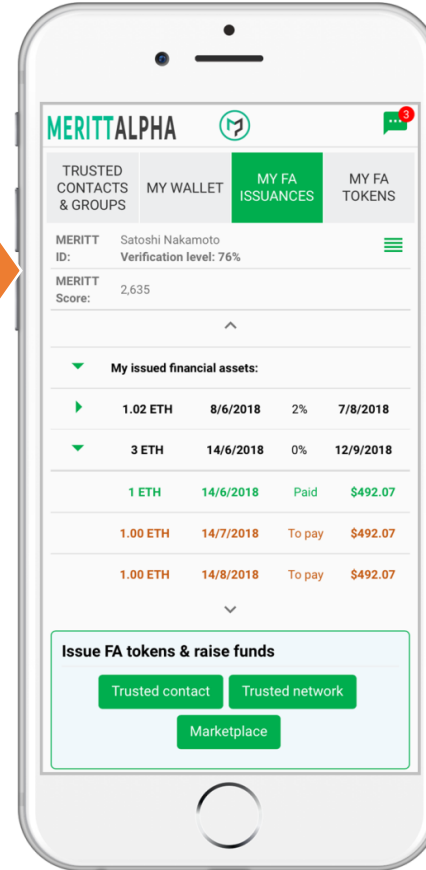 MERITTALPHA
3
TRUSTED
CONTACTS
& GROUPS
MY WALLET
MY FA
ISSUANCES
MY FA
TOKENS
MERITT
ID:
Satoshi Nakamoto
Verification level: 76%
MERITT
Score:
2,635
My issued financial assets:
1.02 ETH 8/6/2018 2% 7/8/2018
3 ETH 14/6/2018 0% 12/9/2018
1 ETH 14/6/2018 Paid $492.07
1.00 ETH 14/7/2018 To pay $492.07
1.00 ETH 14/8/2018 To pay $492.07
Issue FA tokens & raise funds
Trusted contact Trusted network
Marketplace